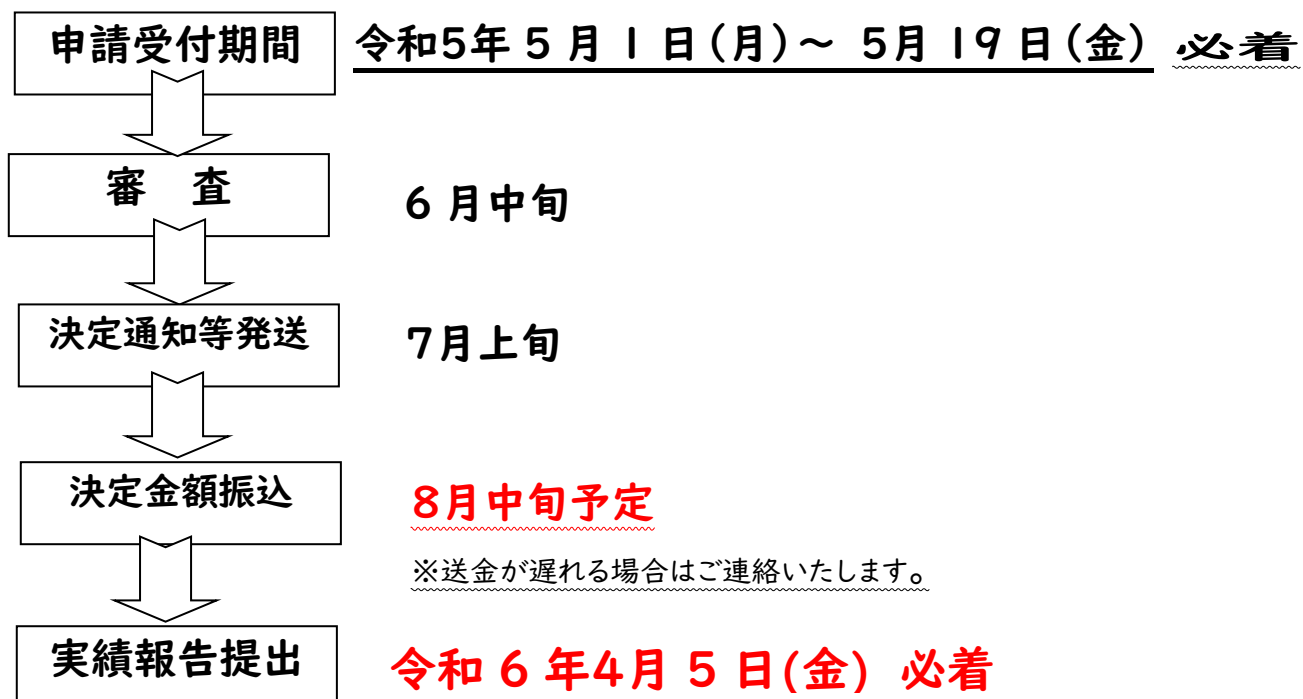 申請受付期間 令和5年5月1日(月)～ 5月19日(金) 必着
審　査 6月中旬
決定通知等発送 7月上旬
決定金額振込 8月中旬予定
※送金が遅れる場合はご連絡いたします。
実績報告提出 令和6年4月5日(金) 必着